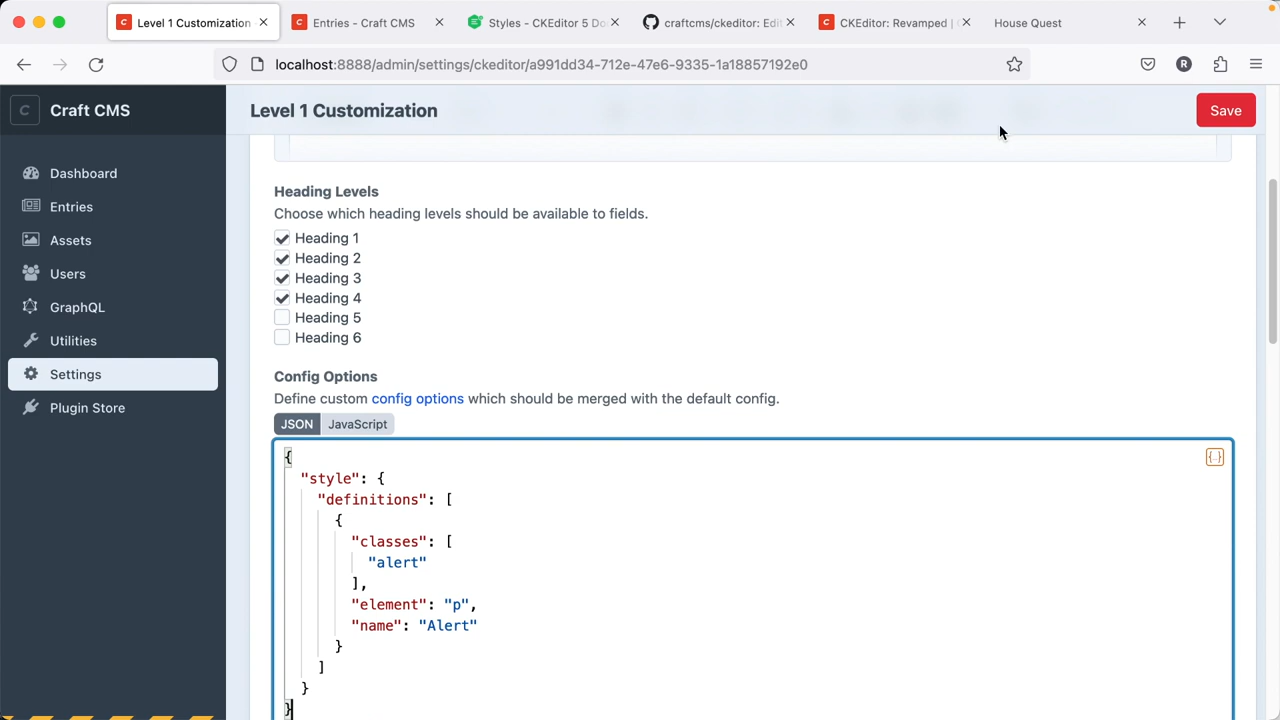 Level 1 Customization
Entries - Craft CMS
Styles - CKEditor 5 Do
craftcms/ckeditor: Edi
CKEditor: Revamped |
House Quest
localhost:8888/admin/settings/ckeditor/a991dd34-712e-47e6-9335-1a18857192e0
C Craft CMS
Level 1 Customization
Save
Dashboard
Entries
Assets
Users
GraphQL
Utilities
Settings
Plugin Store
Heading Levels
Choose which heading levels should be available to fields.
Heading 1
Heading 2
Heading 3
Heading 4
Heading 5
Heading 6
Config Options
Define custom config options which should be merged with the default config.
JSON JavaScript
{
"style": {
"definitions": [
{
"classes": [
"alert"
],
"element": "p",
"name": "Alert"
}
]
}
}